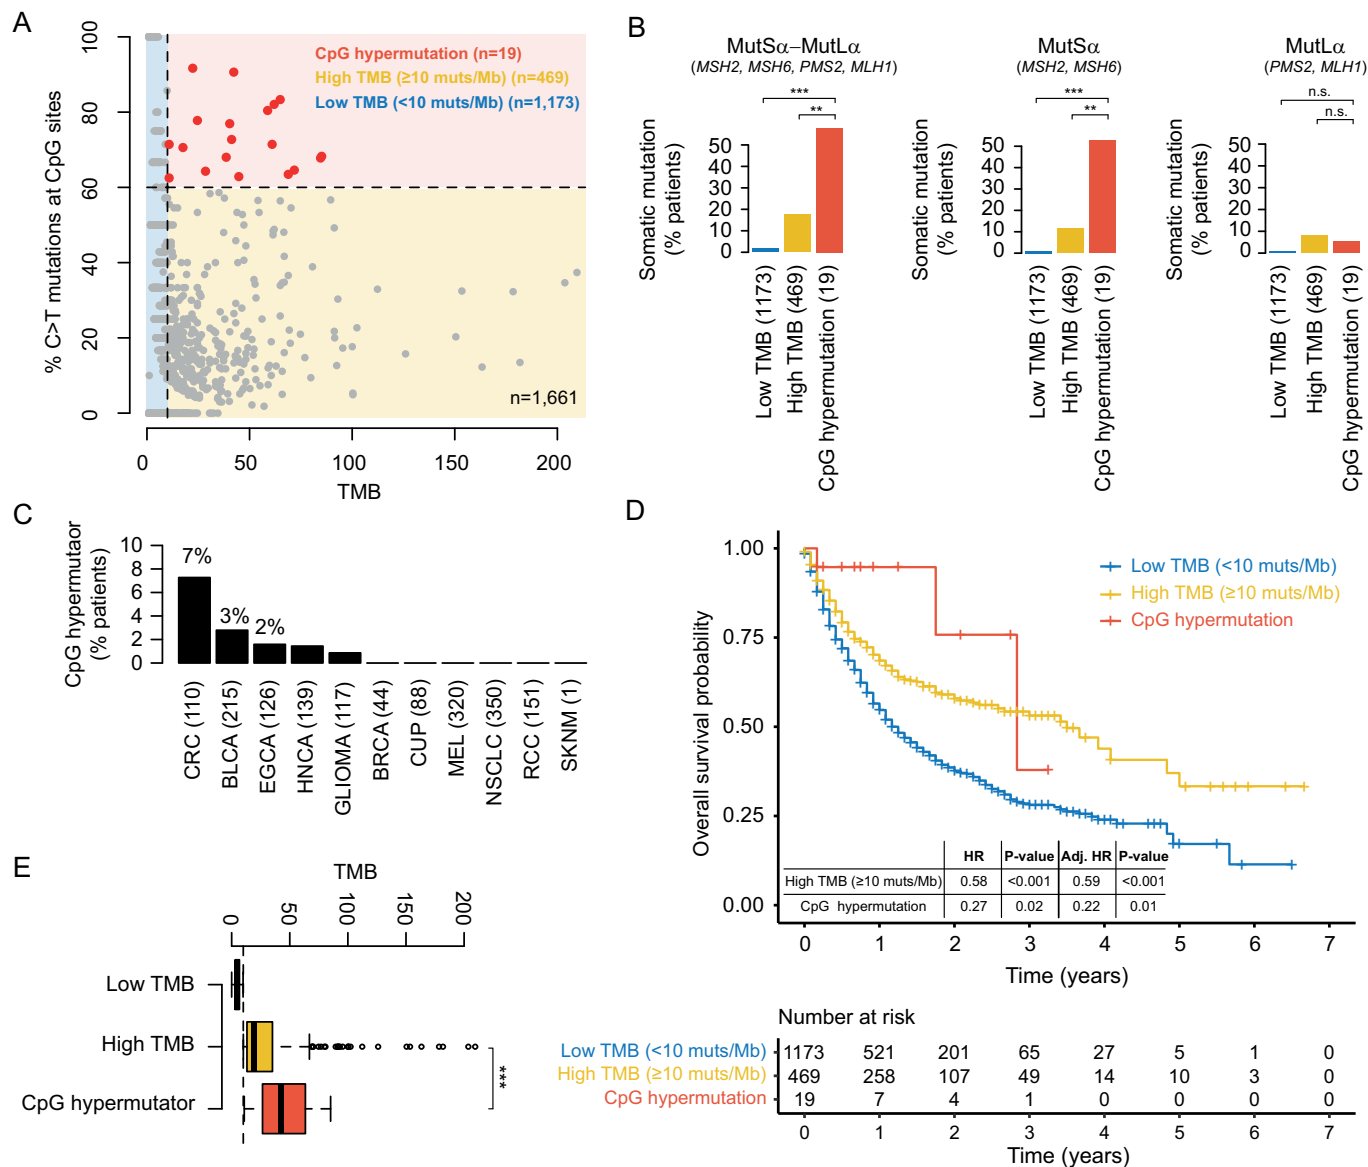 A
% C>T mutations at CpG sites
100
80
60
40
20
0
CpG hypermutation (n=19)
High TMB (≥10 muts/Mb) (n=469)
Low TMB (<10 muts/Mb) (n=1,173)
n=1,661
0 50 100 150 200
TMB
B
MutSα−MutLα
(MSH2, MSH6, PMS2, MLH1)
***
**
Somatic mutation
(% patients)
50
40
30
20
10
0
Low TMB (1173)
High TMB (469)
CpG hypermutation (19)
MutSα
(MSH2, MSH6)
***
**
Somatic mutation
(% patients)
50
40
30
20
10
0
Low TMB (1173)
High TMB (469)
CpG hypermutation (19)
MutLα
(PMS2, MLH1)
n.s.
n.s.
Somatic mutation
(% patients)
50
40
30
20
10
0
Low TMB (1173)
High TMB (469)
CpG hypermutation (19)
C
CpG hypermutaor
(% patients)
10
8
6
4
2
0
7%
3%
2%
CRC (110)
BLCA (215)
EGCA (126)
HNCA (139)
GLIOMA (117)
BRCA (44)
CUP (88)
MEL (320)
NSCLC (350)
RCC (151)
SKNM (1)
D
Overall survival probability
1.00
0.75
0.50
0.25
0.00
Low TMB (<10 muts/Mb)
High TMB (≥10 muts/Mb)
CpG hypermutation
HR P-value Adj. HR P-value
High TMB (≥10 muts/Mb) 0.58 <0.001 0.59 <0.001
CpG hypermutation 0.27 0.02 0.22 0.01
0 1 2 3 4 5 6 7
Time (years)
Number at risk
Low TMB (<10 muts/Mb) 1173 521 201 65 27 5 1 0
High TMB (≥10 muts/Mb) 469 258 107 49 14 10 3 0
CpG hypermutation 19 7 4 1 0 0 0 0
0 1 2 3 4 5 6 7
Time (years)
E
TMB
0 50 100 150 200
Low TMB
High TMB
CpG hypermutator
***